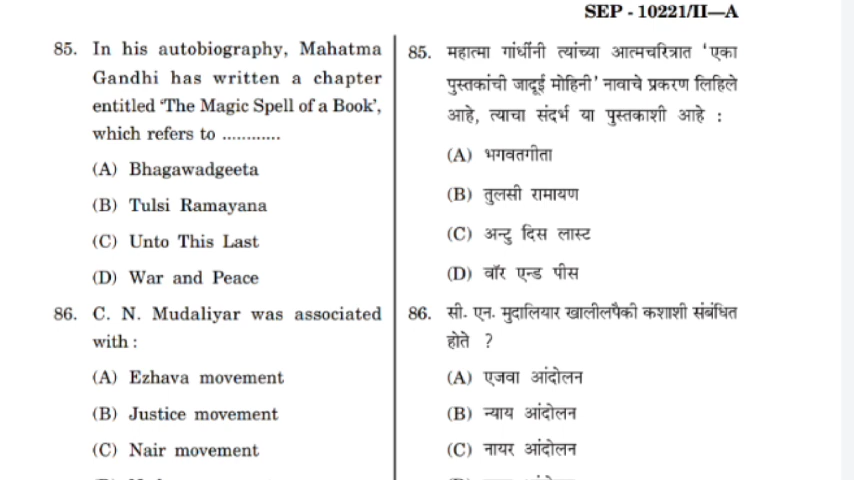 SEP - 10221/II—A
85. In his autobiography, Mahatma
Gandhi has written a chapter
entitled 'The Magic Spell of a Book',
which refers to ............
(A) Bhagawadgeeta
(B) Tulsi Ramayana
(C) Unto This Last
(D) War and Peace
86. C. N. Mudaliyar was associated
with :
(A) Ezhava movement
(B) Justice movement
(C) Nair movement
85. महात्मा गांधींनी त्यांच्या आत्मचरित्रात 'एका
पुस्तकांची जादूई मोहिनी' नावाचे प्रकरण लिहिले
आहे, त्याचा संदर्भ या पुस्तकाशी आहे :
(A) भगवतगीता
(B) तुलसी रामायण
(C) अन्टु दिस लास्ट
(D) वॉर एन्ड पीस
86. सी. एन. मुदालियार खालीलपैकी कशाशी संबंधित
होते ?
(A) एजवा आंदोलन
(B) न्याय आंदोलन
(C) नायर आंदोलन